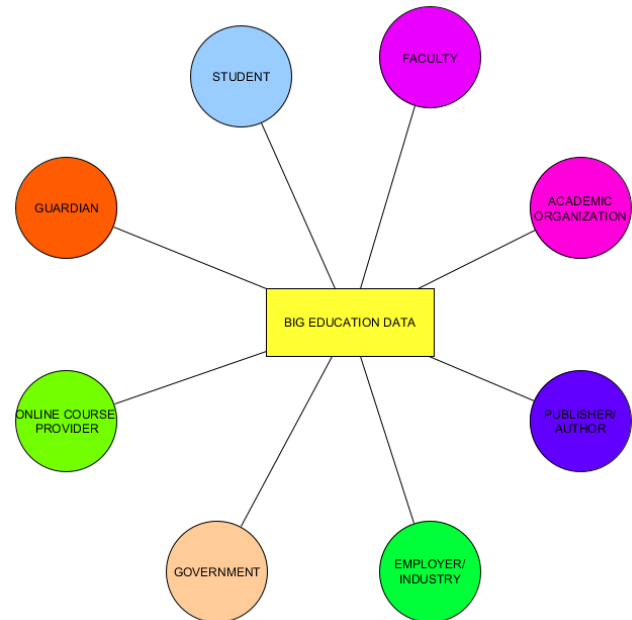 FACULTY
STUDENT
GUARDIAN
ACADEMIC
ORGANIZATION
BIG EDUCATION DATA
ONLINE COURSE
PROVIDER
PUBLISHER/
AUTHOR
GOVERNMENT
EMPLOYER/
INDUSTRY